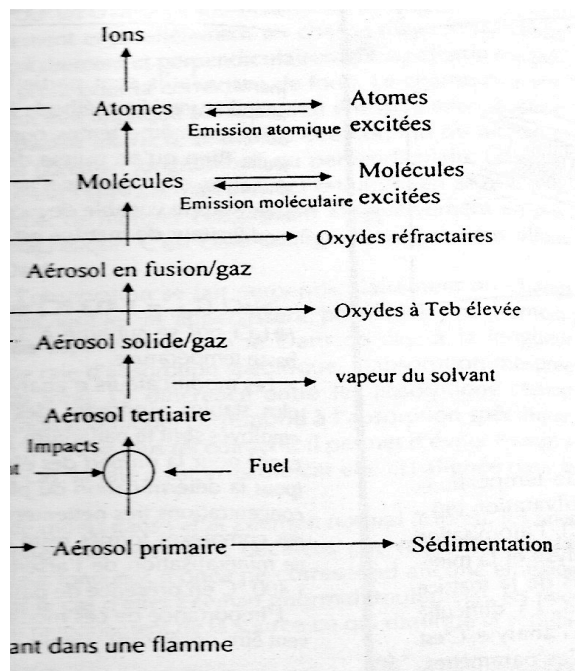 Ions
Atomes
Atomes
excitées
Emission atomique
Molécules
Molécules
excitées
Emission moléculaire
Oxydes réfractaires
Aérosol en fusion/gaz
Oxydes à Teb élevée
Aérosol solide/gaz
vapeur du solvant
Aérosol tertiaire
Impacts
Fuel
Aérosol primaire
Sédimentation
dans une flamme